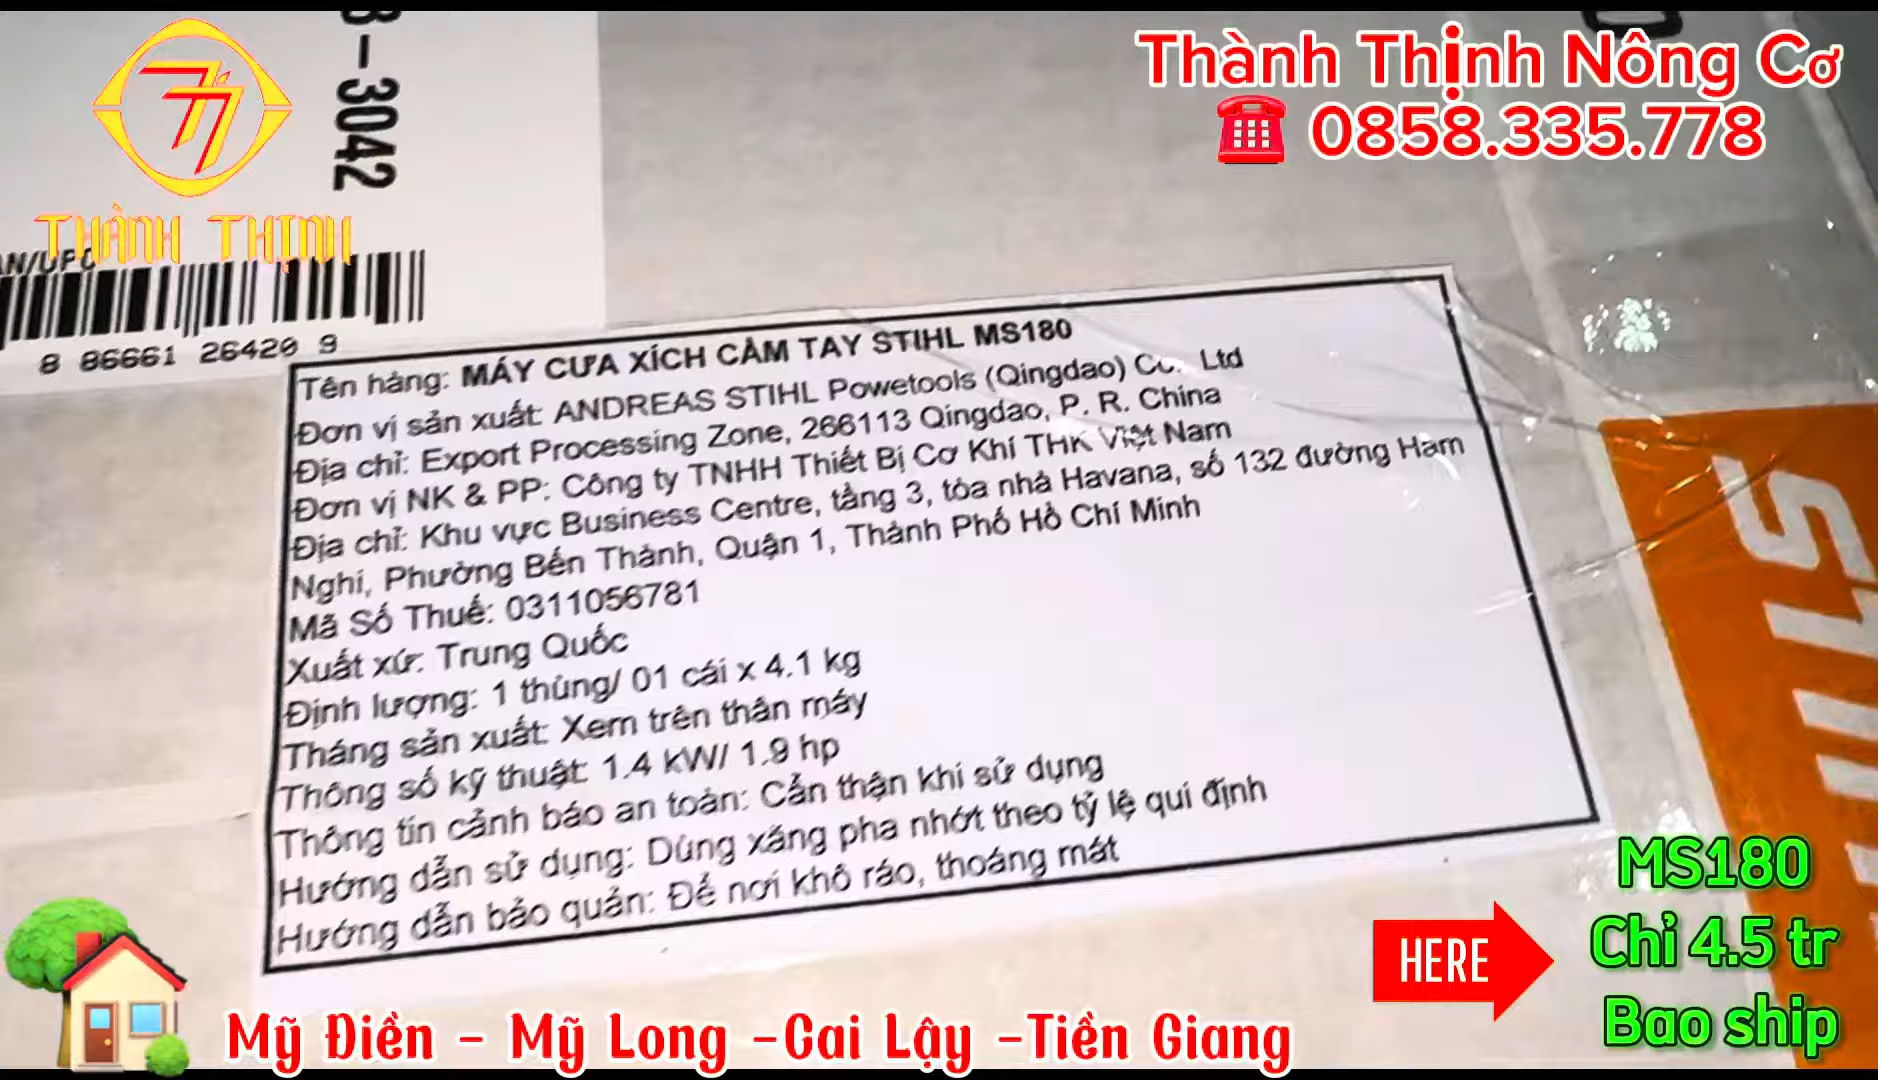 Thành Thịnh Nông Cơ
☎ 0858.335.778
-3042
THÀNH THỊNH
AN/UPC
8 86661 26420 9
Tên hàng: MÁY CƯA XÍCH CẦM TAY STIHL MS180
Đơn vị sản xuất: ANDREAS STIHL Powetools (Qingdao) Co., Ltd
Địa chỉ: Export Processing Zone, 266113 Qingdao, P. R. China
Đơn vị NK & PP: Công ty TNHH Thiết Bị Cơ Khí THK Việt Nam
Địa chỉ: Khu vực Business Centre, tầng 3, tòa nhà Havana, số 132 đường Ham
Nghi, Phường Bến Thành, Quận 1, Thành Phố Hồ Chí Minh
Mã Số Thuế: 0311056781
Xuất xứ: Trung Quốc
Định lượng: 1 thùng/ 01 cái x 4.1 kg
Tháng sản xuất: Xem trên thân máy
Thông số kỹ thuật: 1.4 kW/ 1.9 hp
Thông tin cảnh báo an toàn: Cẩn thận khi sử dụng
Hướng dẫn sử dụng: Dùng xăng pha nhớt theo tỷ lệ qui định
Hướng dẫn bảo quản: Để nơi khô ráo, thoáng mát
STIHL
MS180
Chỉ 4.5 tr
Bao ship
HERE
Mỹ Điền - Mỹ Long -Cai Lậy -Tiền Giang